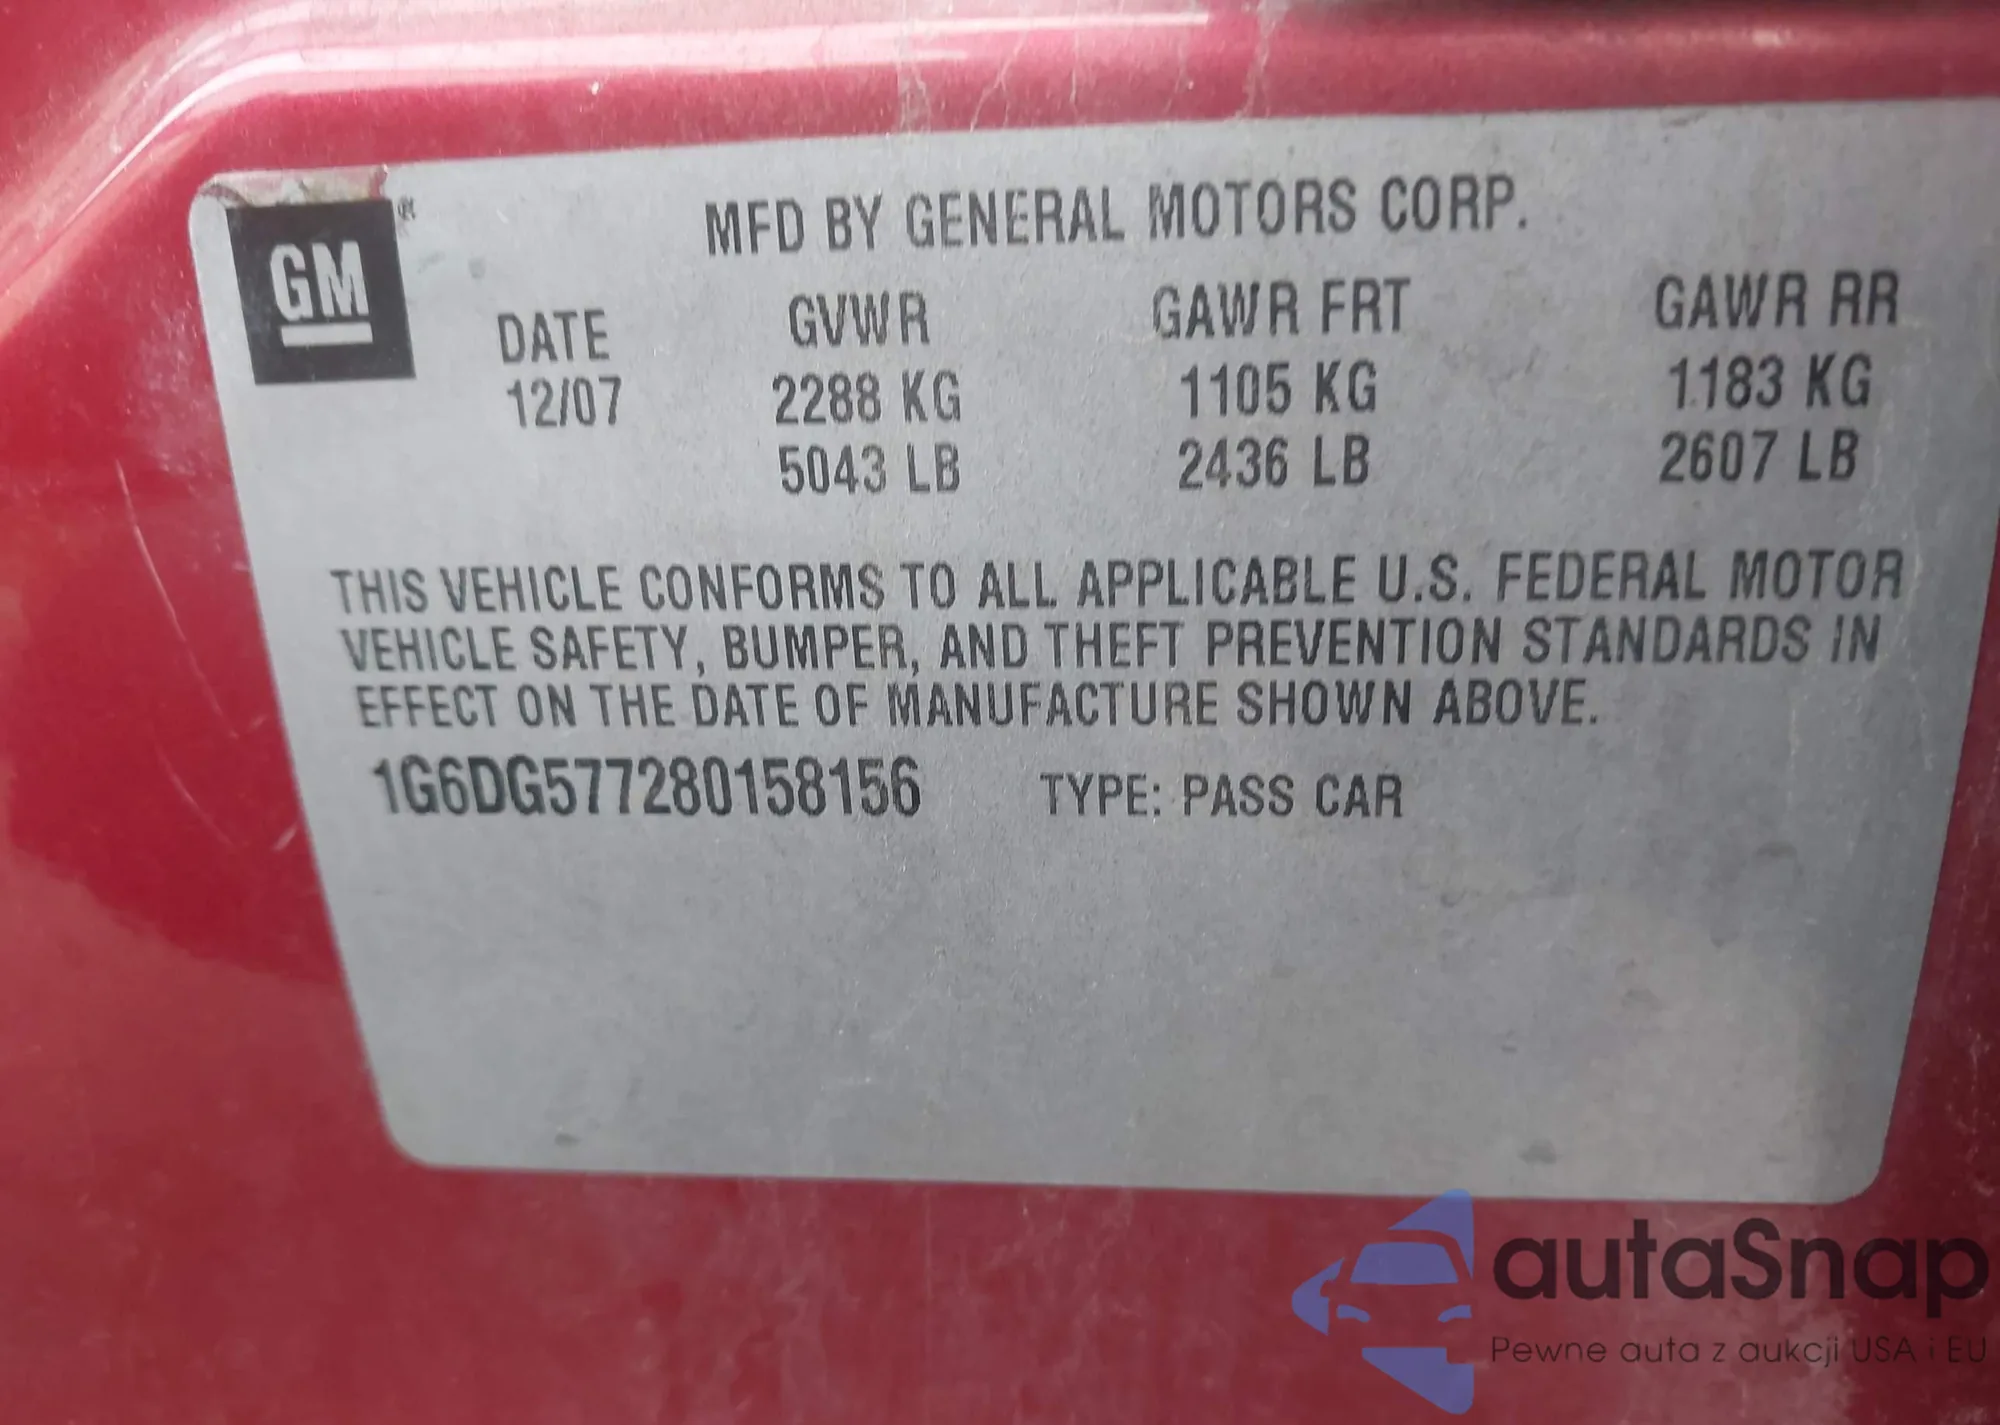 GM ®
MFD BY GENERAL MOTORS CORP.
DATE GVWR GAWR FRT GAWR RR
12/07 2288 KG 1105 KG 1183 KG
5043 LB 2436 LB 2607 LB
THIS VEHICLE CONFORMS TO ALL APPLICABLE U.S. FEDERAL MOTOR
VEHICLE SAFETY, BUMPER, AND THEFT PREVENTION STANDARDS IN
EFFECT ON THE DATE OF MANUFACTURE SHOWN ABOVE.
1G6DG577280158156 TYPE: PASS CAR
autaSnap
Pewne auta z aukcji USA i EU